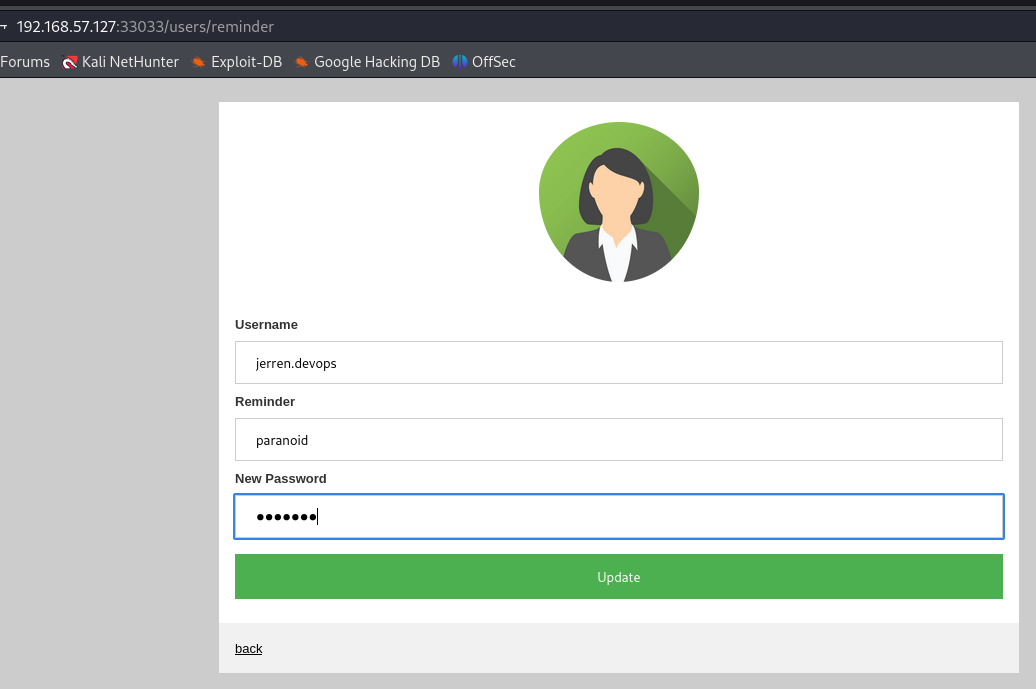 192.168.57.127:33033/users/reminder
Forums Kali NetHunter Exploit-DB Google Hacking DB OffSec
Username
jerren.devops
Reminder
paranoid
New Password
•••••••
Update
back